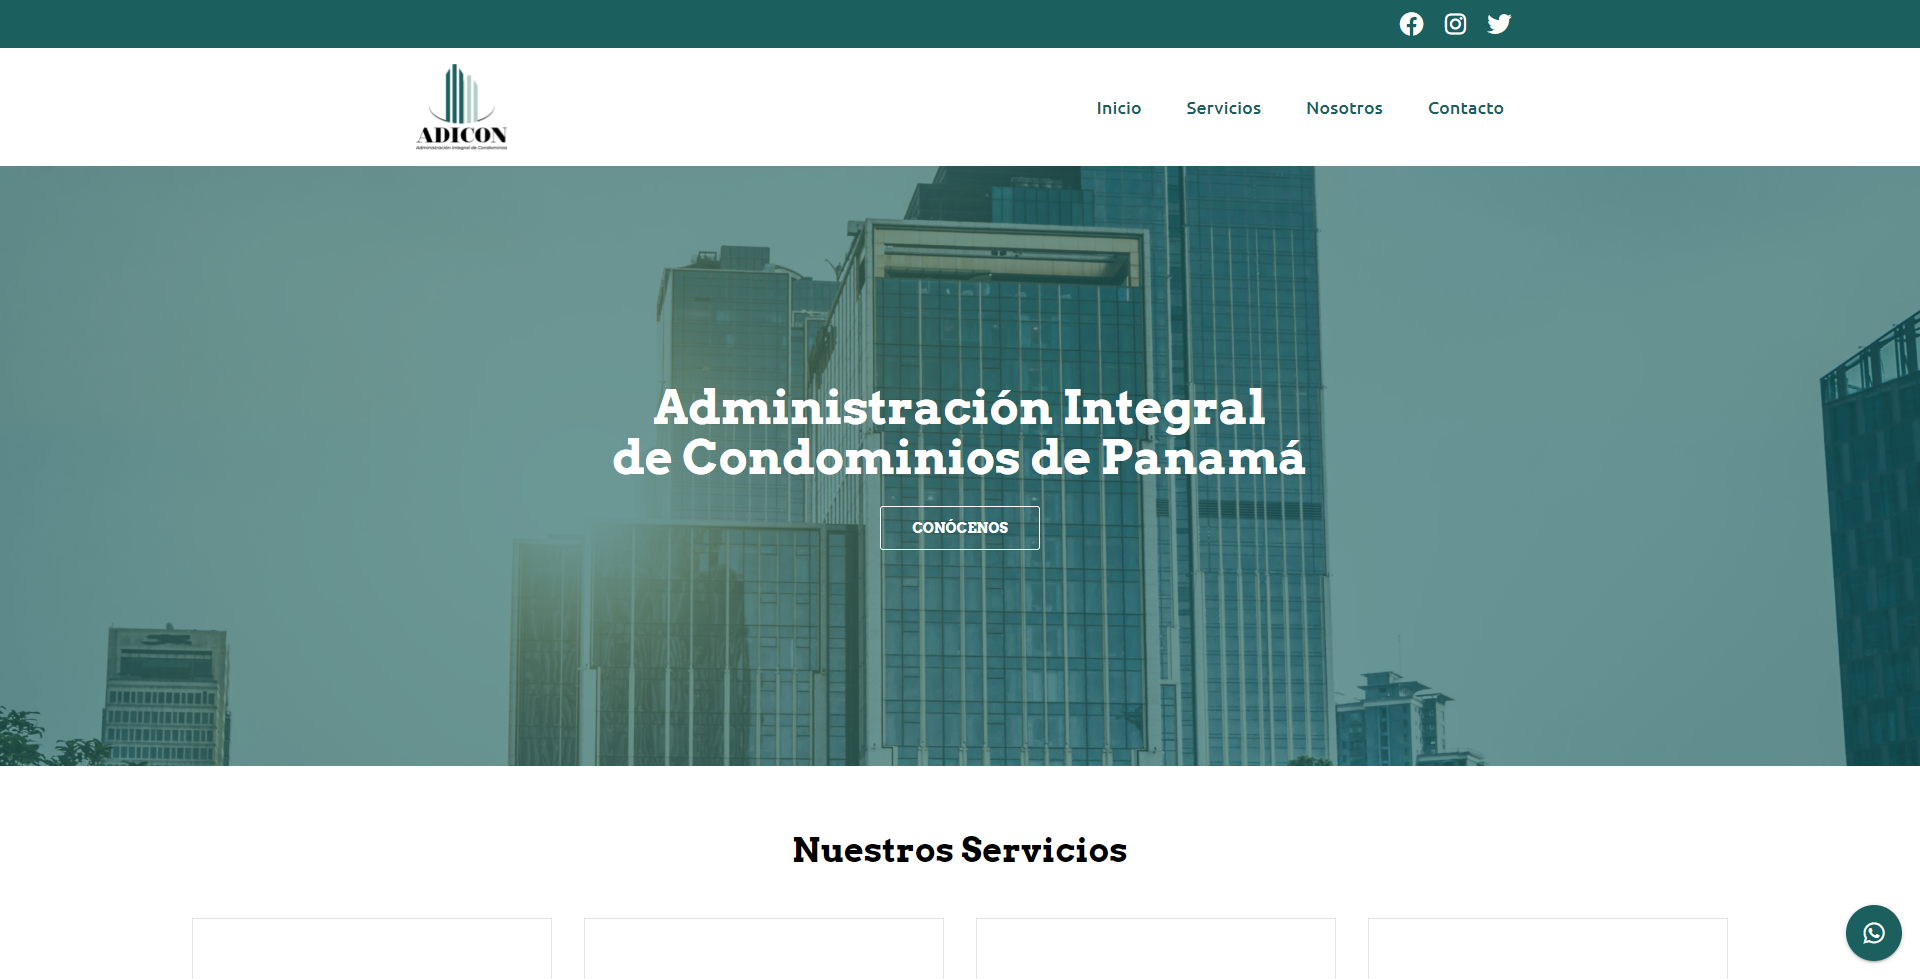 ADICON
Administración Integral de Condominios
Inicio Servicios Nosotros Contacto
Administración Integral
de Condominios de Panamá
CONÓCENOS
Nuestros Servicios